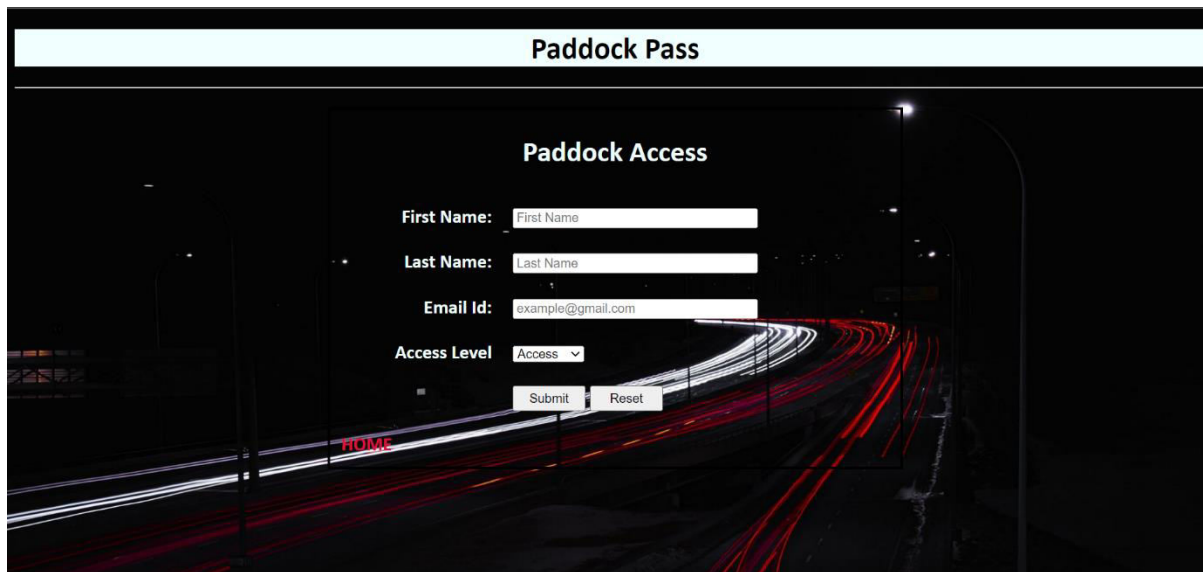 Paddock Pass
Paddock Access
First Name: First Name
Last Name: Last Name
Email Id: example@gmail.com
Access Level Access
Submit Reset
HOME